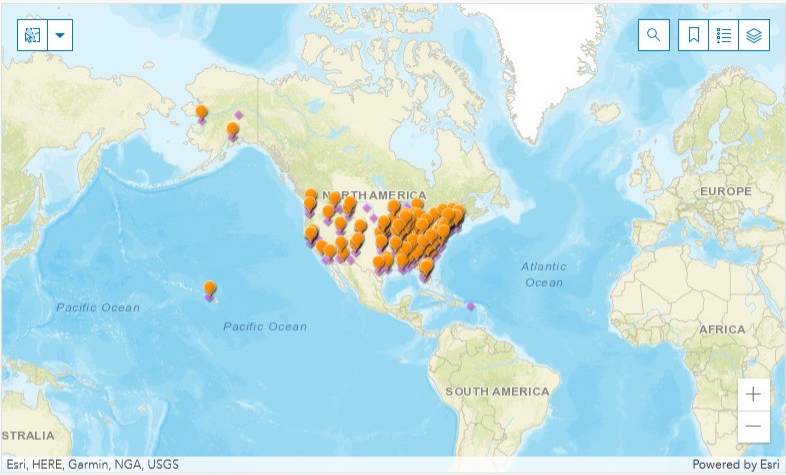 NORTH AMERICA
EUROPE
Atlantic
Ocean
Pacific Ocean
Pacific Ocean
AFRICA
SOUTH AMERICA
STRALIA
Esri, HERE, Garmin, NGA, USGS
Powered by Esri